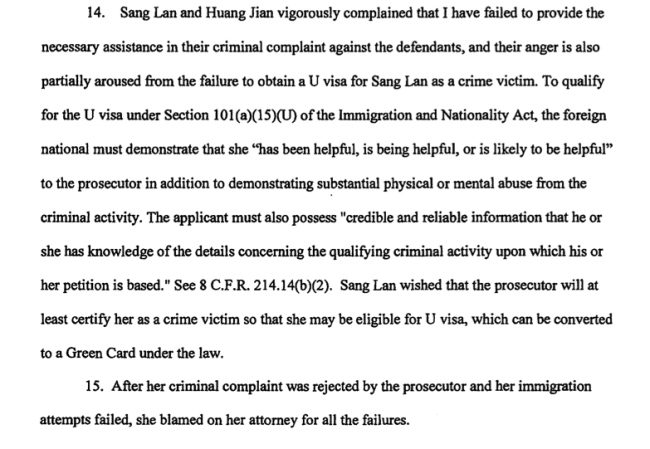 14. Sang Lan and Huang Jian vigorously complained that I have failed to provide the
necessary assistance in their criminal complaint against the defendants, and their anger is also
partially aroused from the failure to obtain a U visa for Sang Lan as a crime victim. To qualify
for the U visa under Section 101(a)(15)(U) of the Immigration and Nationality Act, the foreign
national must demonstrate that she “has been helpful, is being helpful, or is likely to be helpful”
to the prosecutor in addition to demonstrating substantial physical or mental abuse from the
criminal activity. The applicant must also possess "credible and reliable information that he or
she has knowledge of the details concerning the qualifying criminal activity upon which his or
her petition is based." See 8 C.F.R. 214.14(b)(2). Sang Lan wished that the prosecutor will at
least certify her as a crime victim so that she may be eligible for U visa, which can be converted
to a Green Card under the law.
15. After her criminal complaint was rejected by the prosecutor and her immigration
attempts failed, she blamed on her attorney for all the failures.